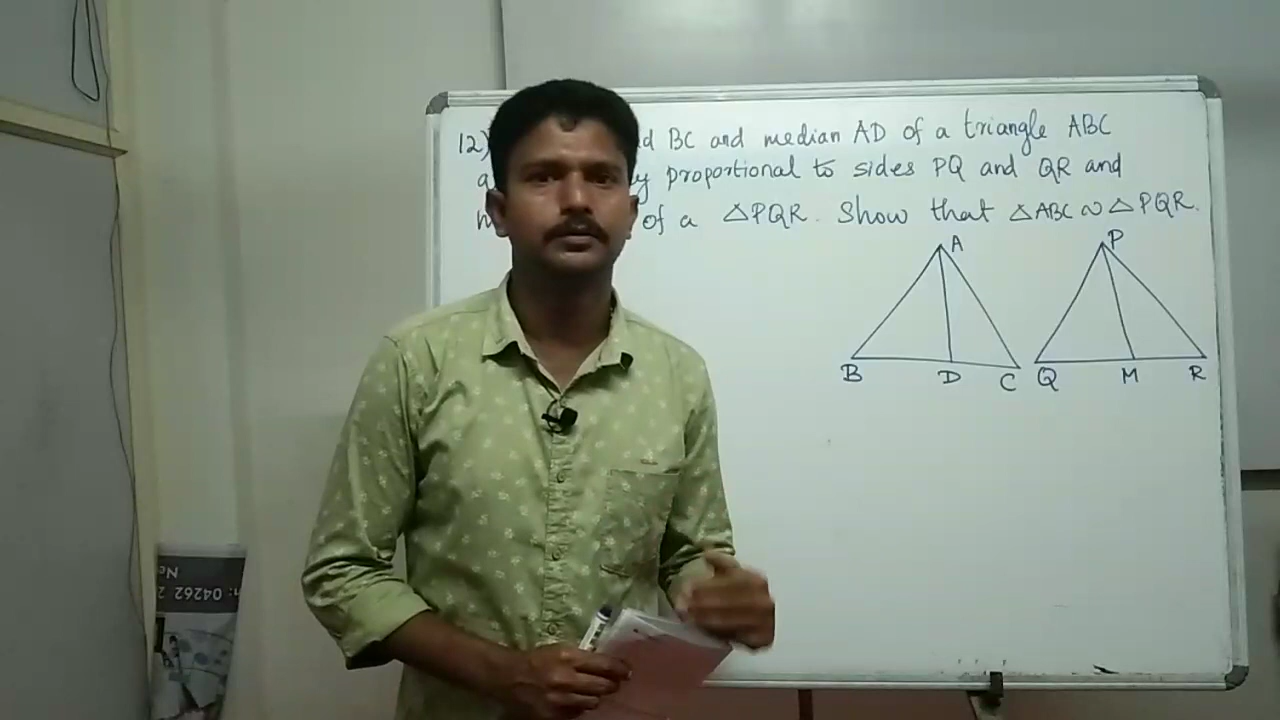 12) d BC and median AD of a triangle ABC
a y proportional to sides PQ and QR and
m of a △PQR. Show that △ABC ~ △PQR.
A P
B D C Q M R
n: 04262 2
Ne